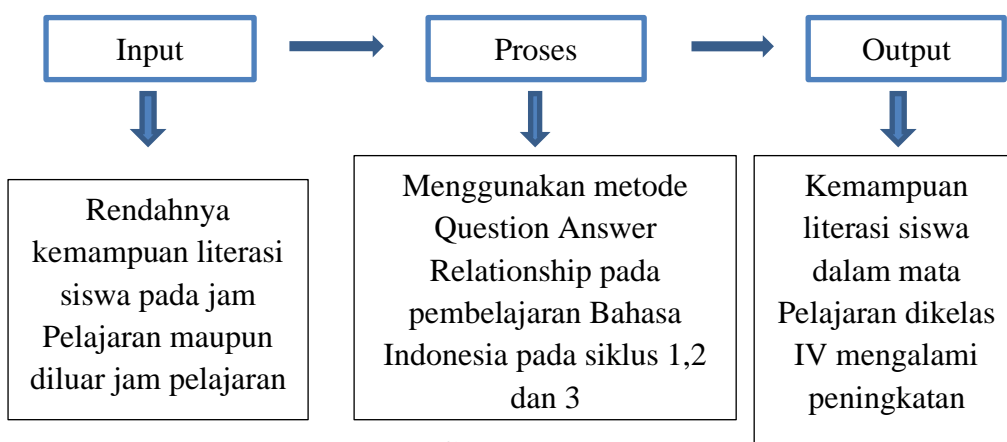 Input
Proses
Output
Rendahnya
kemampuan literasi
siswa pada jam
Pelajaran maupun
diluar jam pelajaran
Menggunakan metode
Question Answer
Relationship pada
pembelajaran Bahasa
Indonesia pada siklus 1,2
dan 3
Kemampuan
literasi siswa
dalam mata
Pelajaran dikelas
IV mengalami
peningkatan